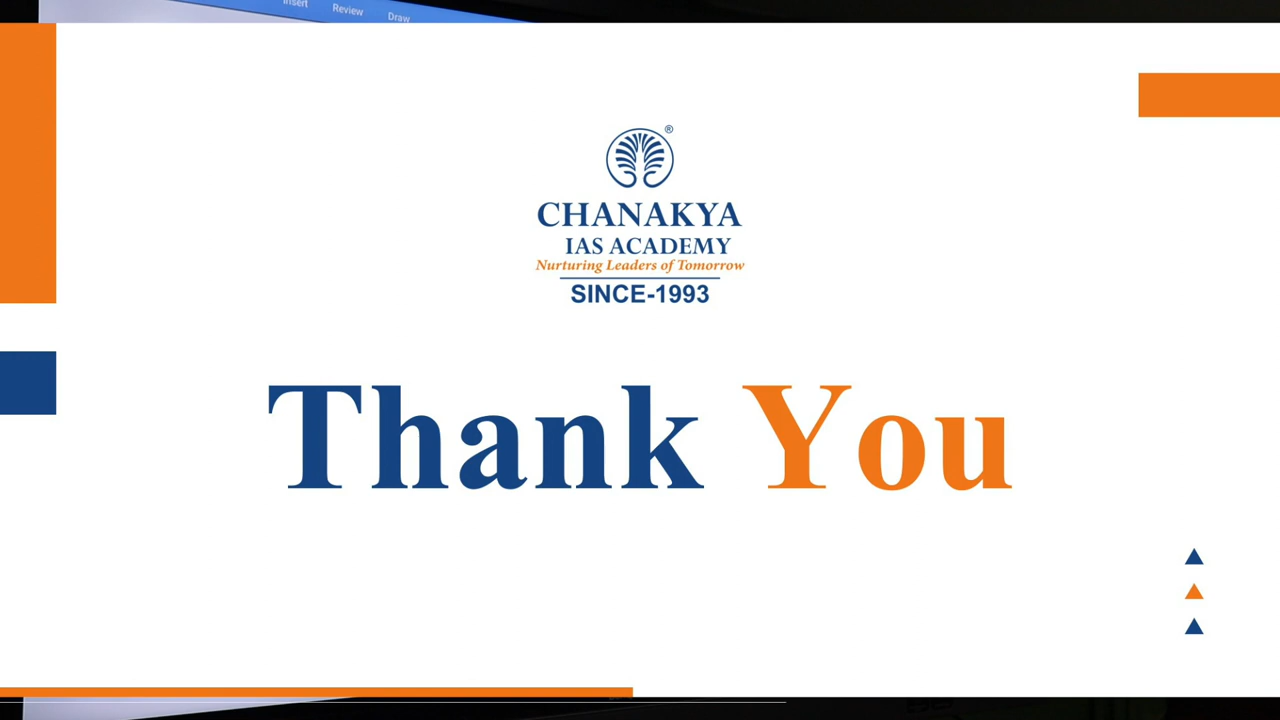 Insert Review Draw
®
CHANAKYA
IAS ACADEMY
Nurturing Leaders of Tomorrow
SINCE-1993
Thank You